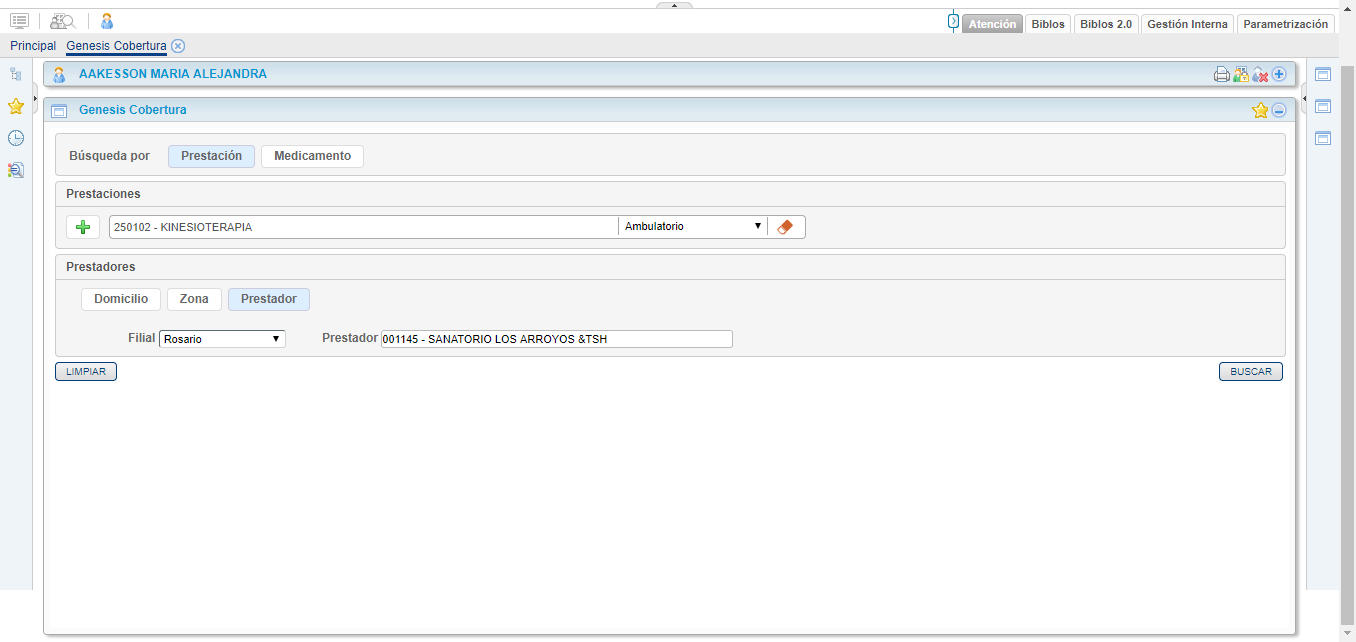 Atención Biblos Biblos 2.0 Gestión Interna Parametrización
Principal Genesis Cobertura
AAKESSON MARIA ALEJANDRA
Genesis Cobertura
Búsqueda por Prestación Medicamento
Prestaciones
250102 - KINESIOTERAPIA Ambulatorio
Prestadores
Domicilio Zona Prestador
Filial Rosario Prestador 001145 - SANATORIO LOS ARROYOS &TSH
LIMPIAR BUSCAR